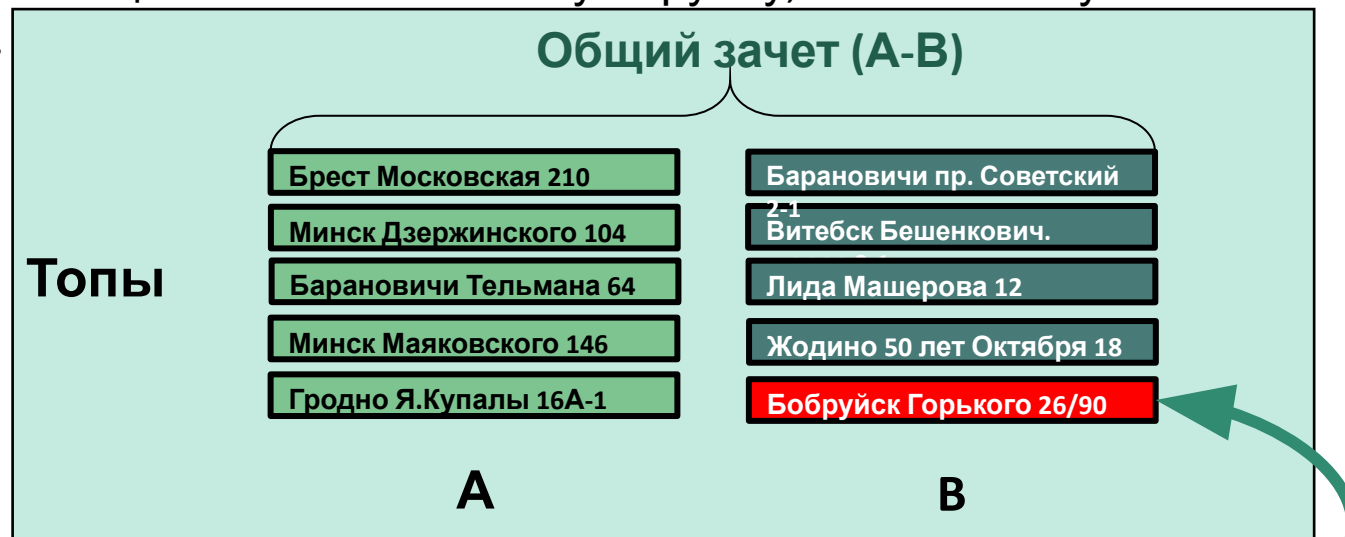 Общий зачет (А-В)
Топы
Брест Московская 210
Минск Дзержинского 104
Барановичи Тельмана 64
Минск Маяковского 146
Гродно Я.Купалы 16А-1
А
Барановичи пр. Советский
2-1
Витебск Бешенкович.
Лида Машерова 12
Жодино 50 лет Октября 18
Бобруйск Горького 26/90
В